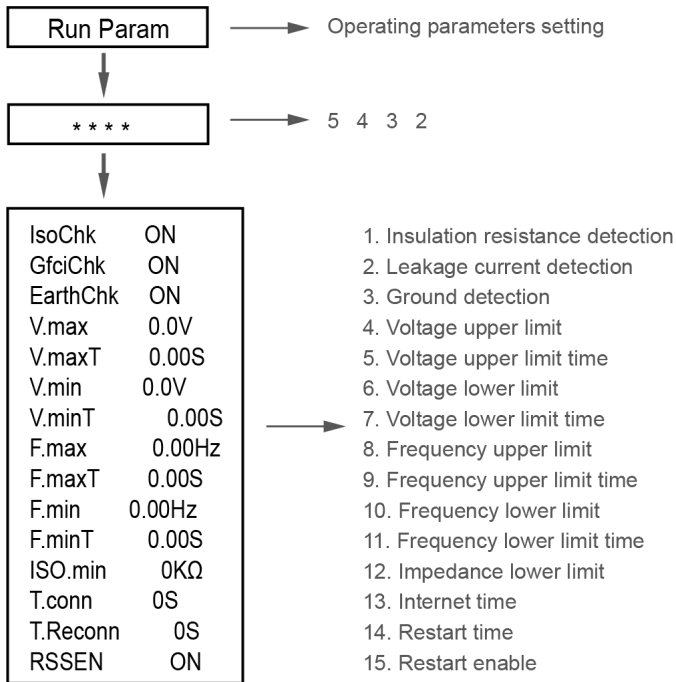 Run Param Operating parameters setting
* * * * 5 4 3 2
IsoChk ON 1. Insulation resistance detection
GfciChk ON 2. Leakage current detection
EarthChk ON 3. Ground detection
V.max 0.0V 4. Voltage upper limit
V.maxT 0.00S 5. Voltage upper limit time
V.min 0.0V 6. Voltage lower limit
V.minT 0.00S 7. Voltage lower limit time
F.max 0.00Hz 8. Frequency upper limit
F.maxT 0.00S 9. Frequency upper limit time
F.min 0.00Hz 10. Frequency lower limit
F.minT 0.00S 11. Frequency lower limit time
ISO.min 0KΩ 12. Impedance lower limit
T.conn 0S 13. Internet time
T.Reconn 0S 14. Restart time
RSSEN ON 15. Restart enable